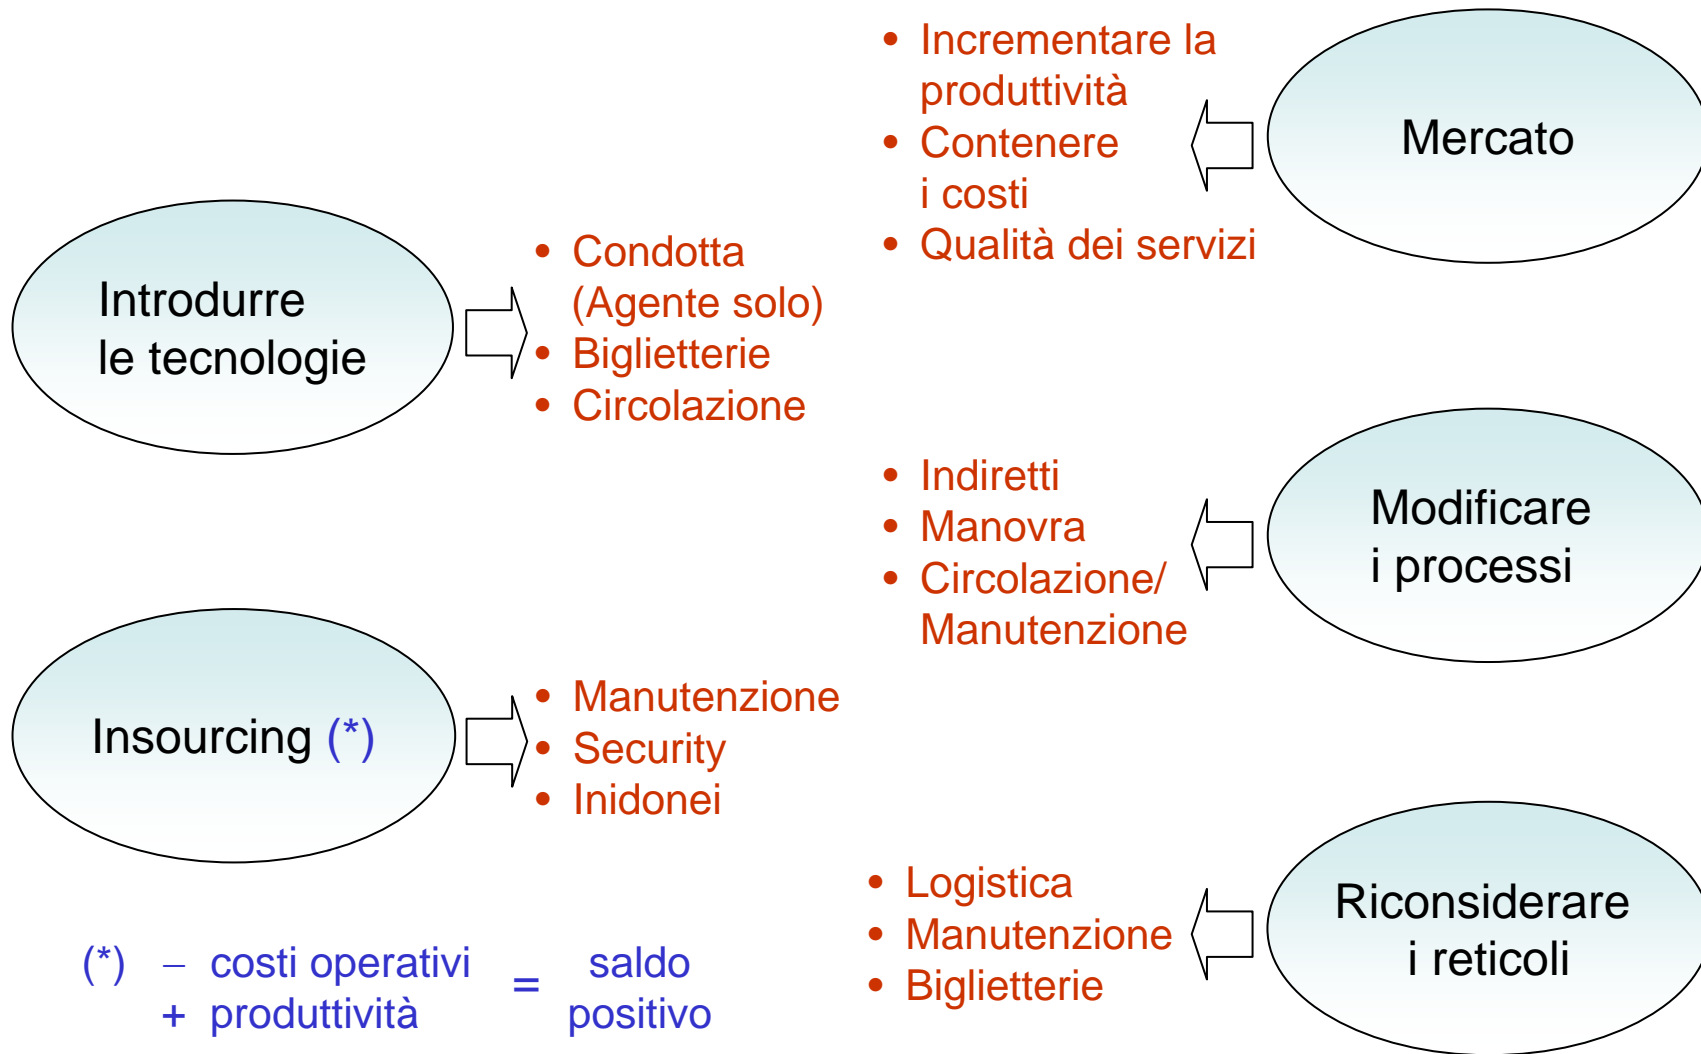 • Incrementare la
produttività
• Contenere
i costi
• Qualità dei servizi
Mercato
Introdurre
le tecnologie
• Condotta
(Agente solo)
• Biglietterie
• Circolazione
• Indiretti
• Manovra
• Circolazione/
Manutenzione
Modificare
i processi
Insourcing (*)
• Manutenzione
• Security
• Inidonei
• Logistica
• Manutenzione
• Biglietterie
Riconsiderare
i reticoli
(*) – costi operativi = saldo
+ produttività positivo